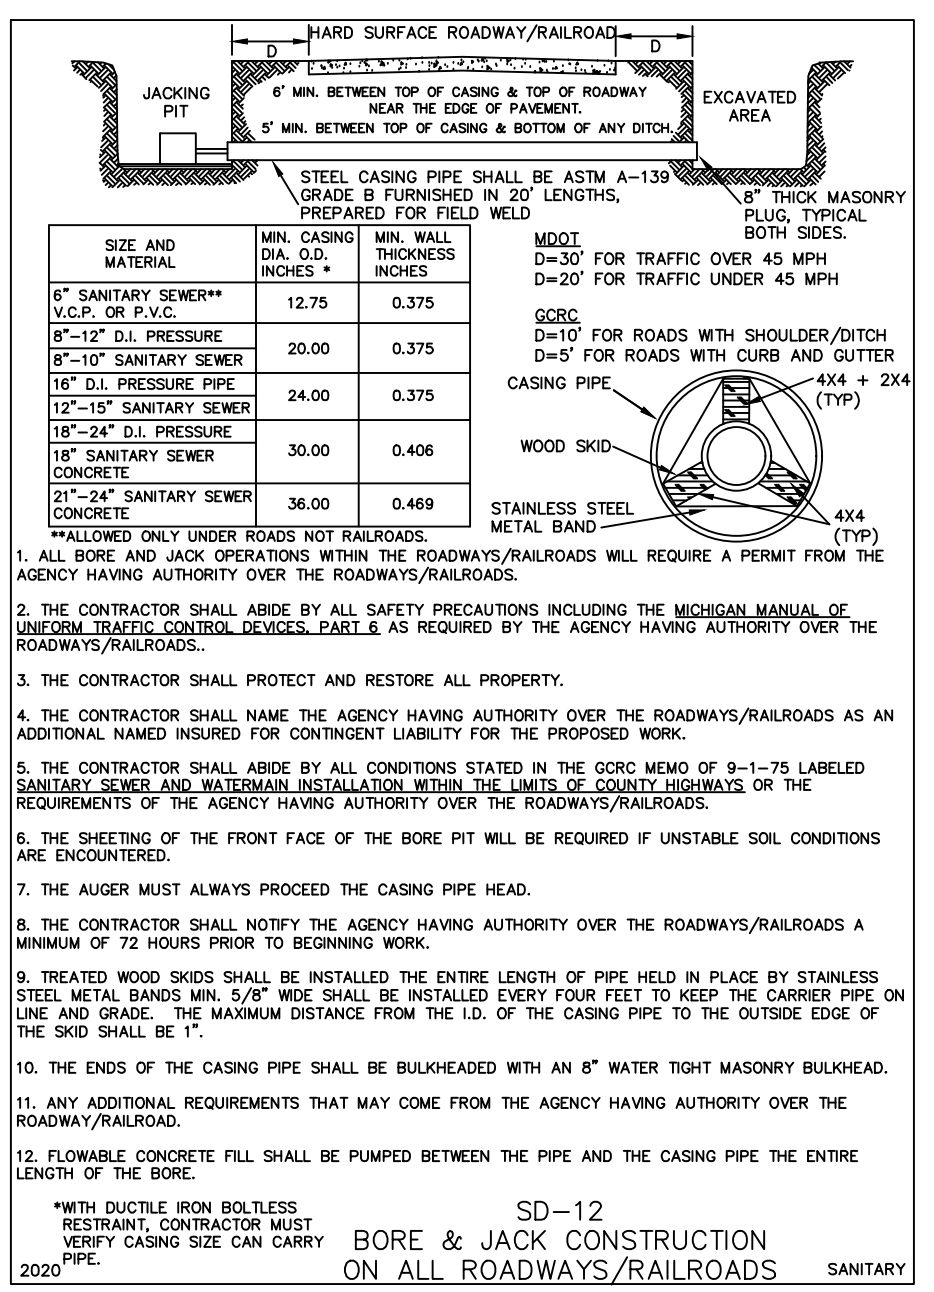 HARD SURFACE ROADWAY/RAILROAD
D
D
JACKING
PIT
6' MIN. BETWEEN TOP OF CASING & TOP OF ROADWAY
NEAR THE EDGE OF PAVEMENT.
5' MIN. BETWEEN TOP OF CASING & BOTTOM OF ANY DITCH.
EXCAVATED
AREA
STEEL CASING PIPE SHALL BE ASTM A-139
GRADE B FURNISHED IN 20' LENGTHS,
PREPARED FOR FIELD WELD
8" THICK MASONRY
PLUG, TYPICAL
BOTH SIDES.
SIZE AND
MATERIAL
MIN. CASING
DIA. O.D.
INCHES *
MIN. WALL
THICKNESS
INCHES
6" SANITARY SEWER**
V.C.P. OR P.V.C.
12.75
0.375
8"-12" D.I. PRESSURE
8"-10" SANITARY SEWER
20.00
0.375
16" D.I. PRESSURE PIPE
12"-15" SANITARY SEWER
24.00
0.375
18"-24" D.I. PRESSURE
18" SANITARY SEWER
CONCRETE
30.00
0.406
21"-24" SANITARY SEWER
CONCRETE
36.00
0.469
**ALLOWED ONLY UNDER ROADS NOT RAILROADS.
MDOT
D=30' FOR TRAFFIC OVER 45 MPH
D=20' FOR TRAFFIC UNDER 45 MPH
GCRC
D=10' FOR ROADS WITH SHOULDER/DITCH
D=5' FOR ROADS WITH CURB AND GUTTER
CASING PIPE
4X4 + 2X4
(TYP)
WOOD SKID
STAINLESS STEEL
METAL BAND
4X4
(TYP)
1. ALL BORE AND JACK OPERATIONS WITHIN THE ROADWAYS/RAILROADS WILL REQUIRE A PERMIT FROM THE
AGENCY HAVING AUTHORITY OVER THE ROADWAYS/RAILROADS.
2. THE CONTRACTOR SHALL ABIDE BY ALL SAFETY PRECAUTIONS INCLUDING THE MICHIGAN MANUAL OF
UNIFORM TRAFFIC CONTROL DEVICES, PART 6 AS REQUIRED BY THE AGENCY HAVING AUTHORITY OVER THE
ROADWAYS/RAILROADS..
3. THE CONTRACTOR SHALL PROTECT AND RESTORE ALL PROPERTY.
4. THE CONTRACTOR SHALL NAME THE AGENCY HAVING AUTHORITY OVER THE ROADWAYS/RAILROADS AS AN
ADDITIONAL NAMED INSURED FOR CONTINGENT LIABILITY FOR THE PROPOSED WORK.
5. THE CONTRACTOR SHALL ABIDE BY ALL CONDITIONS STATED IN THE GCRC MEMO OF 9-1-75 LABELED
SANITARY SEWER AND WATERMAIN INSTALLATION WITHIN THE LIMITS OF COUNTY HIGHWAYS OR THE
REQUIREMENTS OF THE AGENCY HAVING AUTHORITY OVER THE ROADWAYS/RAILROADS.
6. THE SHEETING OF THE FRONT FACE OF THE BORE PIT WILL BE REQUIRED IF UNSTABLE SOIL CONDITIONS
ARE ENCOUNTERED.
7. THE AUGER MUST ALWAYS PROCEED THE CASING PIPE HEAD.
8. THE CONTRACTOR SHALL NOTIFY THE AGENCY HAVING AUTHORITY OVER THE ROADWAYS/RAILROADS A
MINIMUM OF 72 HOURS PRIOR TO BEGINNING WORK.
9. TREATED WOOD SKIDS SHALL BE INSTALLED THE ENTIRE LENGTH OF PIPE HELD IN PLACE BY STAINLESS
STEEL METAL BANDS MIN. 5/8" WIDE SHALL BE INSTALLED EVERY FOUR FEET TO KEEP THE CARRIER PIPE ON
LINE AND GRADE. THE MAXIMUM DISTANCE FROM THE I.D. OF THE CASING PIPE TO THE OUTSIDE EDGE OF
THE SKID SHALL BE 1".
10. THE ENDS OF THE CASING PIPE SHALL BE BULKHEADED WITH AN 8" WATER TIGHT MASONRY BULKHEAD.
11. ANY ADDITIONAL REQUIREMENTS THAT MAY COME FROM THE AGENCY HAVING AUTHORITY OVER THE
ROADWAY/RAILROAD.
12. FLOWABLE CONCRETE FILL SHALL BE PUMPED BETWEEN THE PIPE AND THE CASING PIPE THE ENTIRE
LENGTH OF THE BORE.
*WITH DUCTILE IRON BOLTLESS
RESTRAINT, CONTRACTOR MUST
VERIFY CASING SIZE CAN CARRY
PIPE.
2020
SD-12
BORE & JACK CONSTRUCTION
ON ALL ROADWAYS/RAILROADS
SANITARY